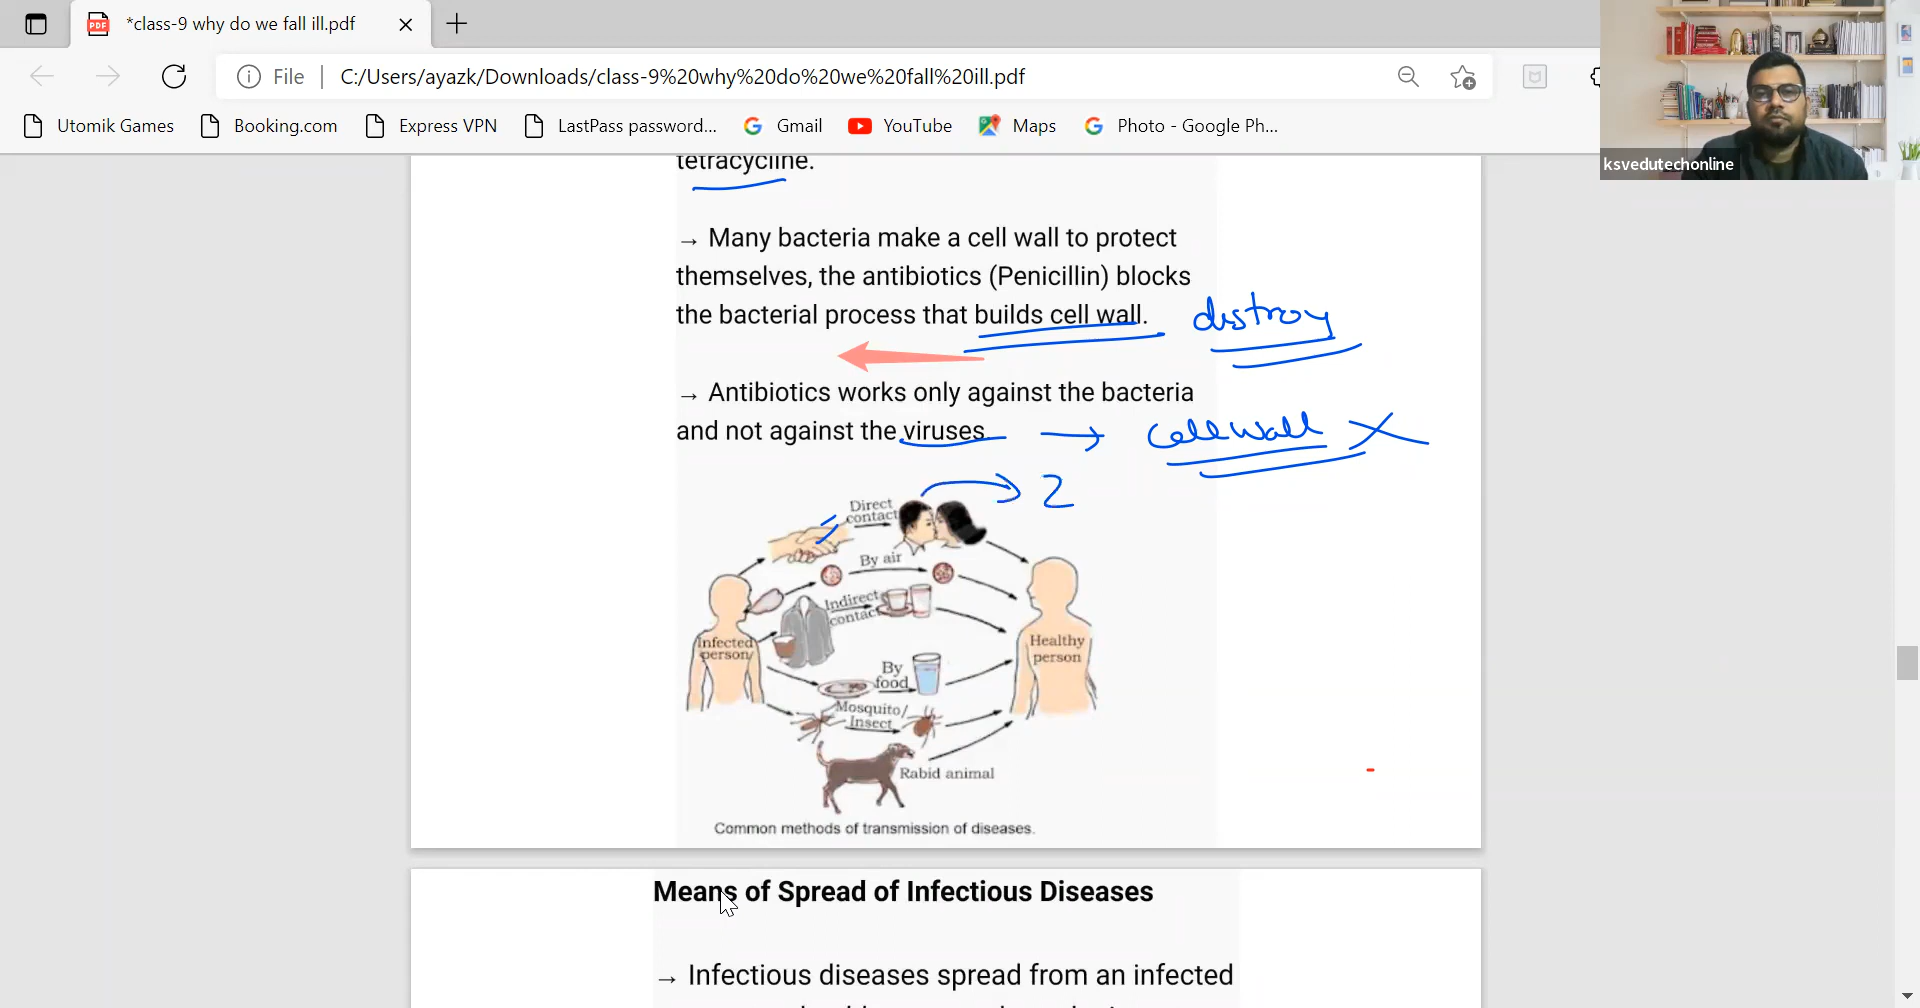 *class-9 why do we fall ill.pdf
File | C:/Users/ayazk/Downloads/class-9%20why%20do%20we%20fall%20ill.pdf
Utomik Games Booking.com Express VPN LastPass password... Gmail YouTube Maps Photo - Google Ph...
ksvedutechonline
tetracycline.
→ Many bacteria make a cell wall to protect
themselves, the antibiotics (Penicillin) blocks
the bacterial process that builds cell wall.
distroy
→ Antibiotics works only against the bacteria
and not against the viruses.
→ cell wall X
2
Direct
contact
By air
Indirect
contact
Infected
person
Healthy
person
By
food
Mosquito/
Insect
Rabid animal
Common methods of transmission of diseases.
Means of Spread of Infectious Diseases
→ Infectious diseases spread from an infected